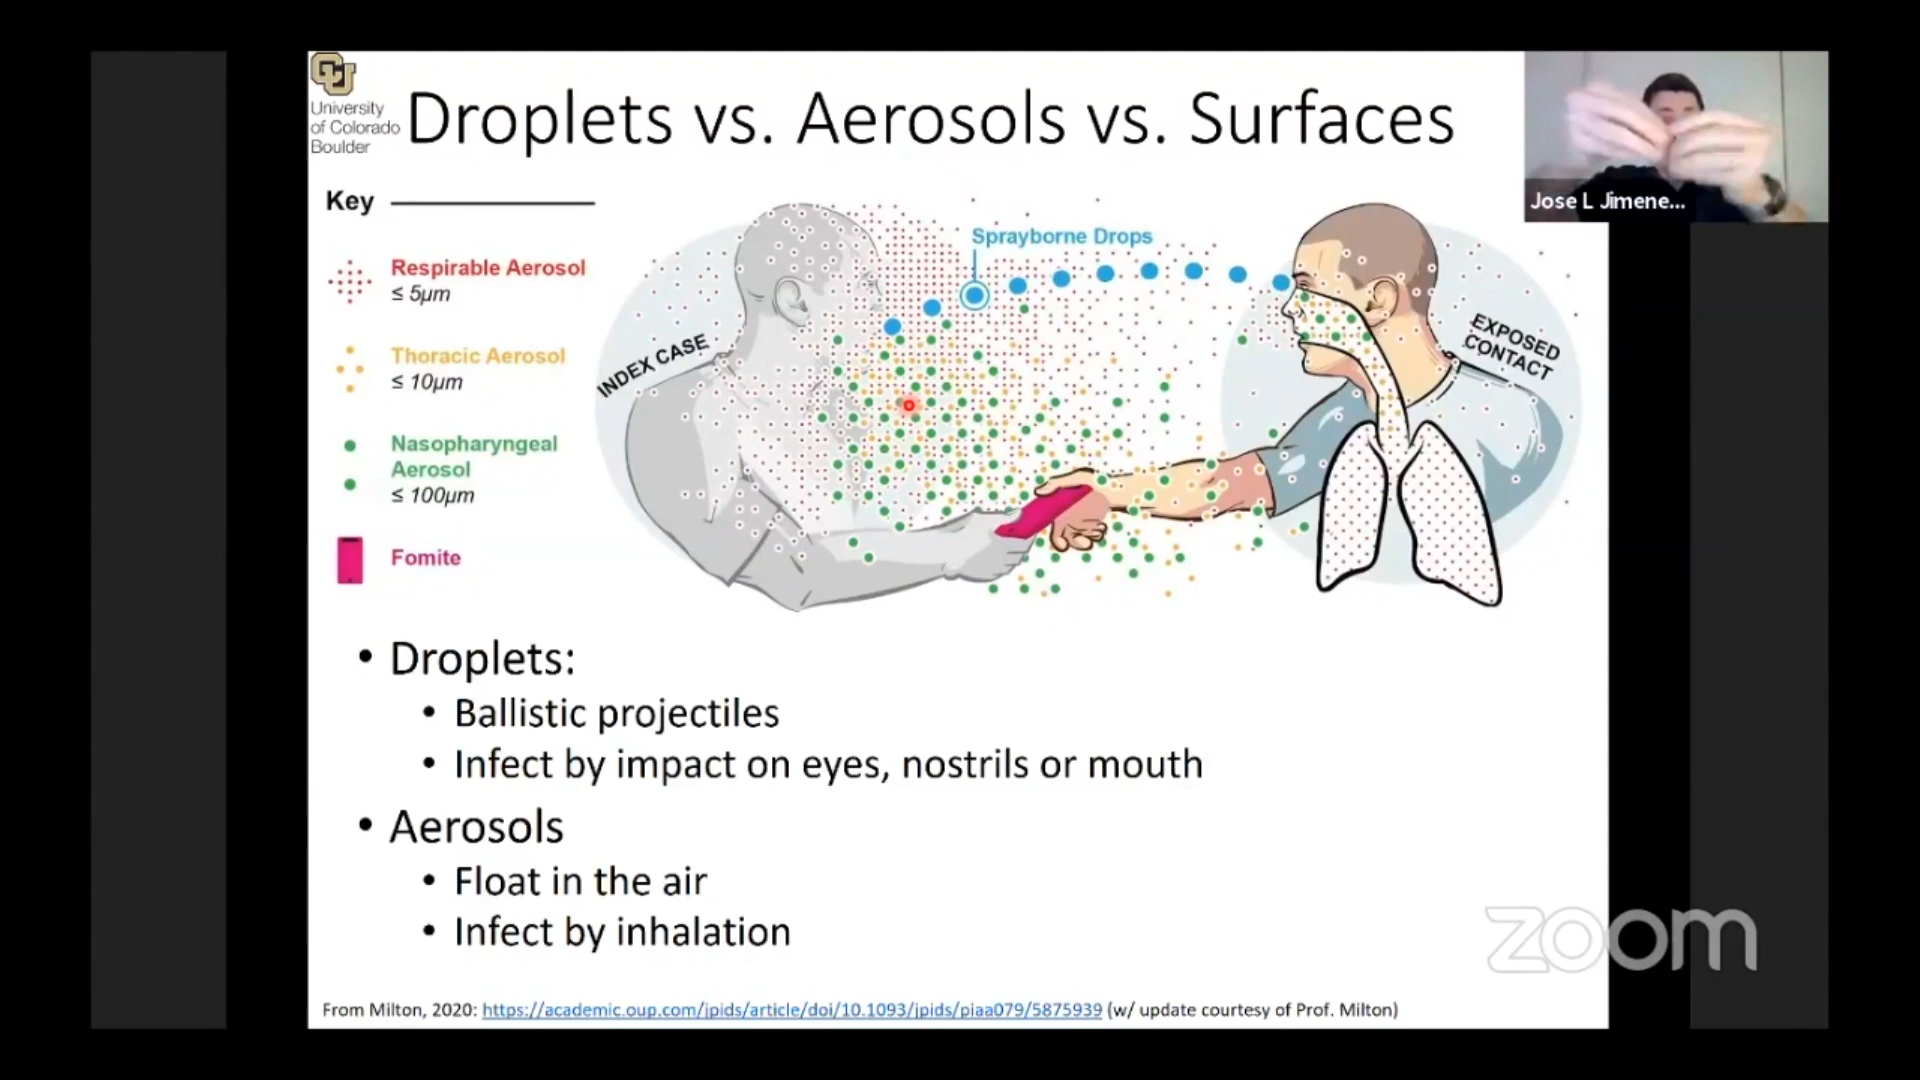 CU
University
of Colorado
Boulder
Droplets vs. Aerosols vs. Surfaces
Jose L Jimene...
Key
Respirable Aerosol
≤ 5µm
Thoracic Aerosol
≤ 10µm
Nasopharyngeal
Aerosol
≤ 100µm
Fomite
INDEX CASE
Sprayborne Drops
EXPOSED
CONTACT
• Droplets:
• Ballistic projectiles
• Infect by impact on eyes, nostrils or mouth
• Aerosols
• Float in the air
• Infect by inhalation
zoom
From Milton, 2020: https://academic.oup.com/jpids/article/doi/10.1093/jpids/piaa079/5875939 (w/ update courtesy of Prof. Milton)